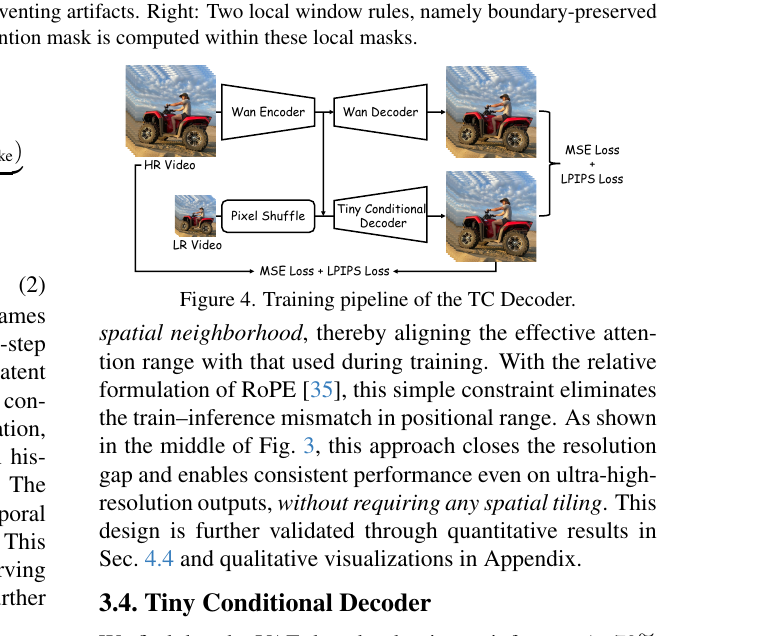 venting artifacts. Right: Two local window rules, namely boundary-preserved
ntion mask is computed within these local masks.
ke)
(2)
ames
-step
atent
con-
ation,
his-
The
poral
This
rving
rther
Wan Encoder
Wan Decoder
HR Video
MSE Loss
+
LPIPS Loss
Pixel Shuffle
Tiny Conditional
Decoder
LR Video
MSE Loss + LPIPS Loss
Figure 4. Training pipeline of the TC Decoder.
spatial neighborhood, thereby aligning the effective atten-
tion range with that used during training. With the relative
formulation of RoPE [35], this simple constraint eliminates
the train–inference mismatch in positional range. As shown
in the middle of Fig. 3, this approach closes the resolution
gap and enables consistent performance even on ultra-high-
resolution outputs, without requiring any spatial tiling. This
design is further validated through quantitative results in
Sec. 4.4 and qualitative visualizations in Appendix.
3.4. Tiny Conditional Decoder